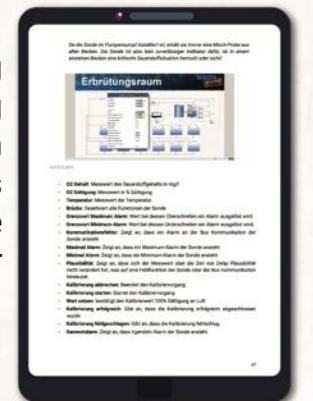 Da die Sonde im Pumpensumpf installiert ist, erhält sie immer eine Misch-Probe aus
allen Becken. Die Sonde ist also kein zuverlässiger Indikator dafür, ob in einem
einzelnen Becken eine kritische Sauerstoffsituation herrscht oder nicht!
Erbrütungsraum
- O2 Gehalt: Messwert des Sauerstoffgehalts in mg/l
- O2 Sättigung: Messwert in % Sättigung
- Temperatur: Messwert der Temperatur
- Brücke: Deaktiviert alle Funktionen der Sonde
- Grenzwert Maximum Alarm: Wert bei dessen Überschreiten ein Alarm ausgelöst wird.
- Grenzwert Minimum Alarm: Wert bei dessen Unterschreiten ein Alarm ausgelöst wird.
- Kommunikationsfehler: Zeigt an, dass ein Alarm an der Bus Kommunikation der
Sonde ansteht
- Maximal Alarm: Zeigt an, dass ein Maximum-Alarm der Sonde ansteht
- Minimal Alarm: Zeigt an, dass ein Minimum-Alarm der Sonde ansteht
- Plausibilität: Zeigt an, dass sich der Messwert über die Zeit von Delay Plausibilität
nicht verändert hat, was auf eine Fehlfunktion der Sonde oder der Bus Kommunikation
hindeutet.
- Kalibrierung abbrechen: Beendet den Kalibriervorgang
- Kalibrierung starten: Startet den Kalibriervorgang
- Wert setzen: bestätigt den Kalibrierwert 100% Sättigung an Luft
- Kalibrierung erfolgreich: Gibt an, dass die Kalibrierung erfolgreich abgeschlossen
wurde
- Kalibrierung fehlgeschlagen: Gibt an, dass die Kalibrierung fehlschlug
- Sammelalarm: Zeigt an, dass irgendein Alarm der Sonde ansteht
47